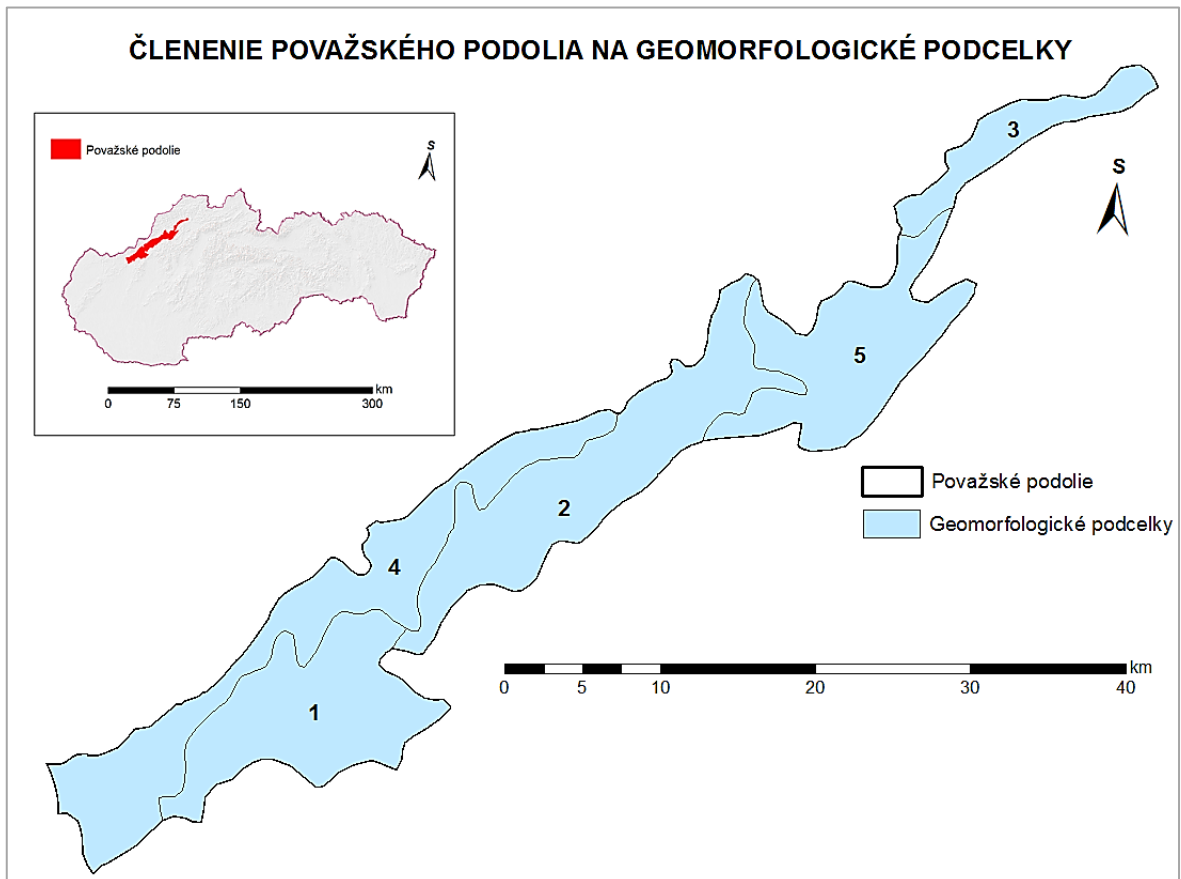 ČLENENIE POVAŽSKÉHO PODOLIA NA GEOMORFOLOGICKÉ PODCELKY
Považské podolie
S
km
0 75 150 300
3
S
5
2
4
1
Považské podolie
Geomorfologické podcelky
km
0 5 10 20 30 40